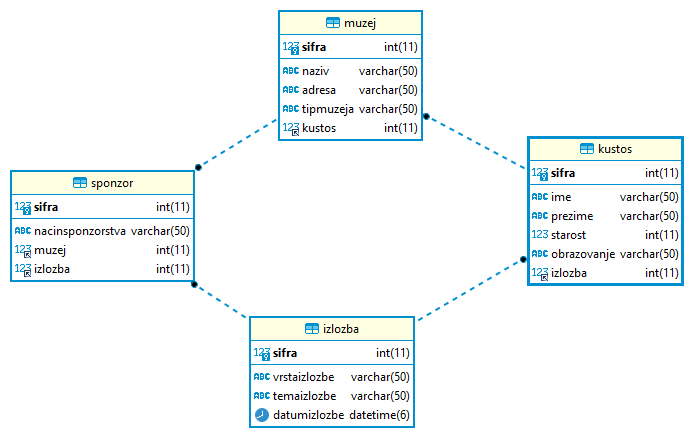 muzej
123 sifra int(11)
ABC naziv varchar(50)
ABC adresa varchar(50)
ABC tipmuzeja varchar(50)
123 kustos int(11)
kustos
123 sifra int(11)
ABC ime varchar(50)
ABC prezime varchar(50)
123 starost int(11)
ABC obrazovanje varchar(50)
123 izlozba int(11)
sponzor
123 sifra int(11)
ABC nacinsponzorstva varchar(50)
123 muzej int(11)
123 izlozba int(11)
izlozba
123 sifra int(11)
ABC vrstaizlozbe varchar(50)
ABC temaizlozbe varchar(50)
datumizlozbe datetime(6)